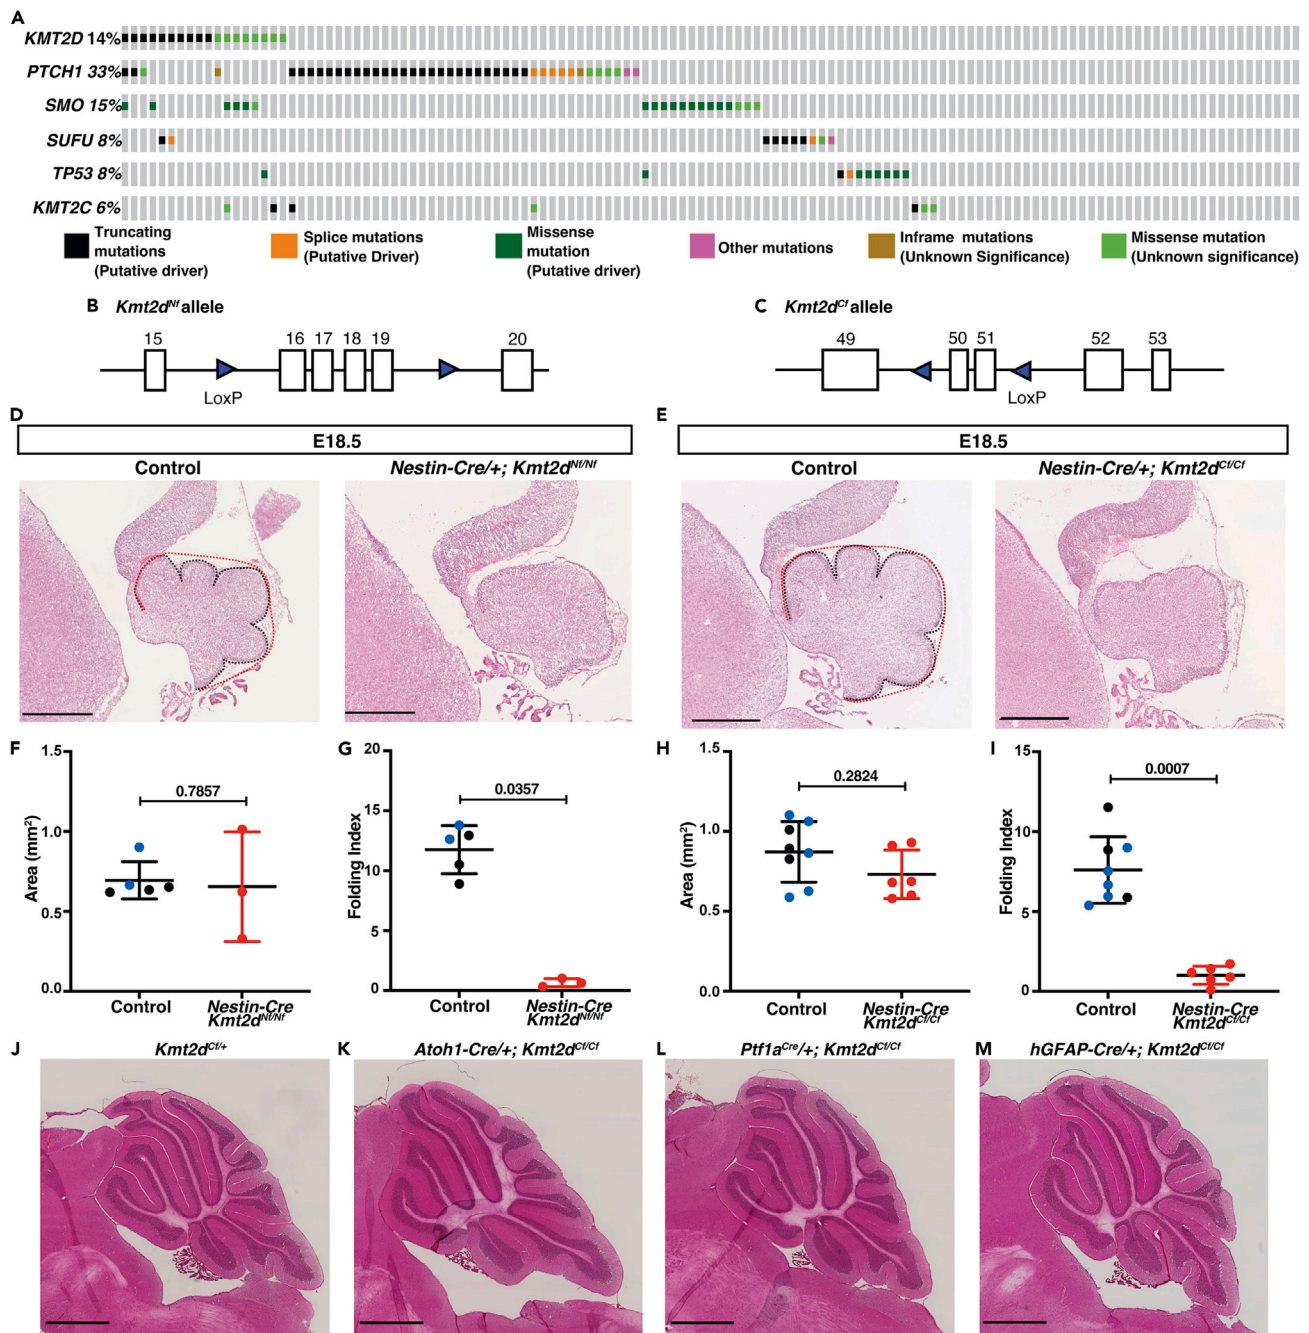 A
KMT2D 14%
PTCH1 33%
SMO 15%
SUFU 8%
TP53 8%
KMT2C 6%
Truncating mutations (Putative driver)
Splice mutations (Putative Driver)
Missense mutation (Putative driver)
Other mutations
Inframe mutations (Unknown Significance)
Missense mutation (Unknown significance)
B Kmt2d^Nf allele
15 16 17 18 19 20
LoxP
C Kmt2d^Cf allele
49 50 51 52 53
LoxP
D
E18.5
Control Nestin-Cre/+; Kmt2d^Nf/Nf
E
E18.5
Control Nestin-Cre/+; Kmt2d^Cf/Cf
F
1.5
1.0
0.5
0.0
Area (mm²)
0.7857
Control
Nestin-Cre
Kmt2d^Nf/Nf
G
20
15
10
5
0
Folding Index
0.0357
Control
Nestin-Cre
Kmt2d^Nf/Nf
H
1.5
1.0
0.5
0.0
Area (mm²)
0.2824
Control
Nestin-Cre
Kmt2d^Cf/Cf
I
15
10
5
0
Folding Index
0.0007
Control
Nestin-Cre
Kmt2d^Cf/Cf
J Kmt2d^Cf/+
K Atoh1-Cre/+; Kmt2d^Cf/Cf
L Ptf1a^Cre/+; Kmt2d^Cf/Cf
M hGFAP-Cre/+; Kmt2d^Cf/Cf